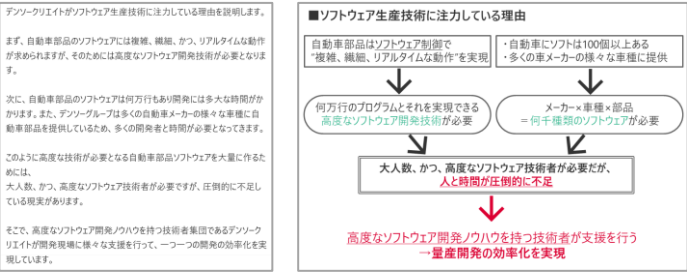 デンソークリエイトがソフトウェア生産技術に注力している理由を説明します。
まず、自動車部品のソフトウェアには複雑、繊細、かつ、リアルタイムな動作
が求められますが、そのためには高度なソフトウェア開発技術が必要となりま
す。
次に、自動車部品のソフトウェアは何万行もあり開発には多大な時間がか
かります。また、デンソーグループは多くの自動車メーカーの様々な車種に自
動車部品を提供しているため、多くの開発者と時間が必要となってきます。
このように高度な技術が必要となる自動車部品ソフトウェアを大量に作るた
めには、
大人数、かつ、高度なソフトウェア技術者が必要ですが、圧倒的に不足し
ている現実があります。
そこで、高度なソフトウェア開発ノウハウを持つ技術者集団であるデンソーク
リエイトが開発現場に様々な支援を行って、一つ一つの開発の効率化を実
現しています。
■ソフトウェア生産技術に注力している理由
自動車部品はソフトウェア制御で
“複雑、繊細、リアルタイムな動作”を実現
・自動車にソフトは100個以上ある
・多くの車メーカーの様々な車種に提供
何万行のプログラムとそれを実現できる
高度なソフトウェア開発技術が必要
メーカー×車種×部品
＝何千種類のソフトウェアが必要
大人数、かつ、高度なソフトウェア技術者が必要だが、
人と時間が圧倒的に不足
高度なソフトウェア開発ノウハウを持つ技術者が支援を行う
→量産開発の効率化を実現